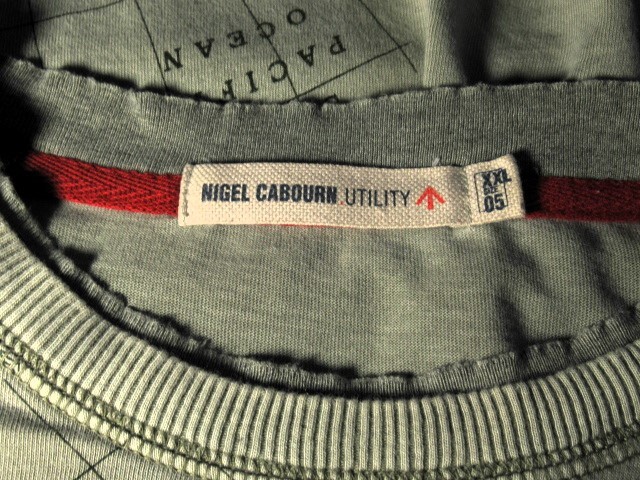 PACIFIC
OCEAN
NIGEL CABOURN UTILITY
XXL
05